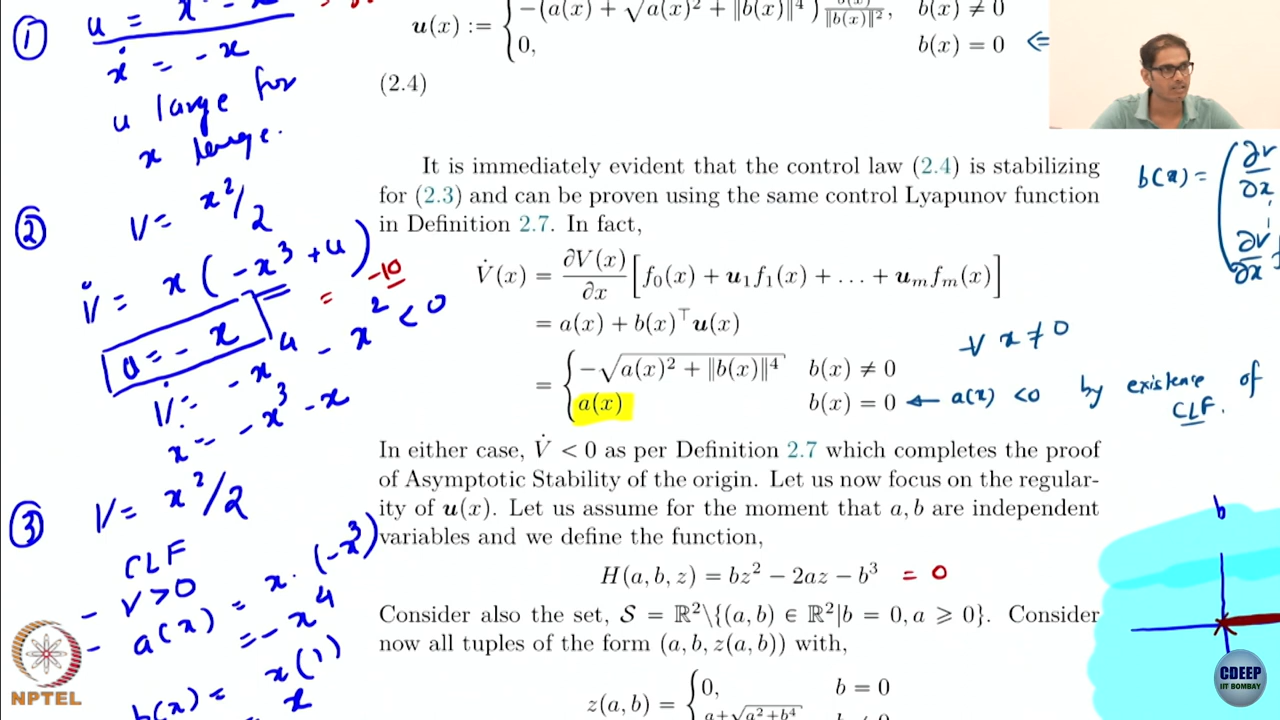 ①
ẋ = -x
u large for
x large.
②
V = x²/2
V̇ = x(-x³ + u)
= -10
u = -x
V̇ = -x⁴ - x² < 0
ẋ = -x³ - x
③
V = x²/2
CLF
- V > 0
- a(x) = x · (-x³)
= -x⁴
b(x) = x(1)
x
u(x) := { -(a(x) + √a(x)² + ‖b(x)‖⁴) , b(x) ≠ 0
0, b(x) = 0 ⇐
(2.4)
It is immediately evident that the control law (2.4) is stabilizing
for (2.3) and can be proven using the same control Lyapunov function
in Definition 2.7. In fact,
V̇(x) = ∂V(x)/∂x [f₀(x) + u₁f₁(x) + . . . + uₘfₘ(x)]
= a(x) + b(x)⊤u(x)
= { -√a(x)² + ‖b(x)‖⁴ b(x) ≠ 0
a(x) b(x) = 0 ← a(x) < 0 by existence of
CLF.
∀ x ≠ 0
In either case, V̇ < 0 as per Definition 2.7 which completes the proof
of Asymptotic Stability of the origin. Let us now focus on the regular-
ity of u(x). Let us assume for the moment that a, b are independent
variables and we define the function,
H(a, b, z) = bz² − 2az − b³ = 0
Consider also the set, S = ℝ²\{(a, b) ∈ ℝ²|b = 0, a ⩾ 0}. Consider
now all tuples of the form (a, b, z(a, b)) with,
z(a, b) = { 0, b = 0
a+√a²+b⁴
b(x) = ( ∂V/∂x
∂V/∂x
b
NPTEL
CDEEP
IIT BOMBAY